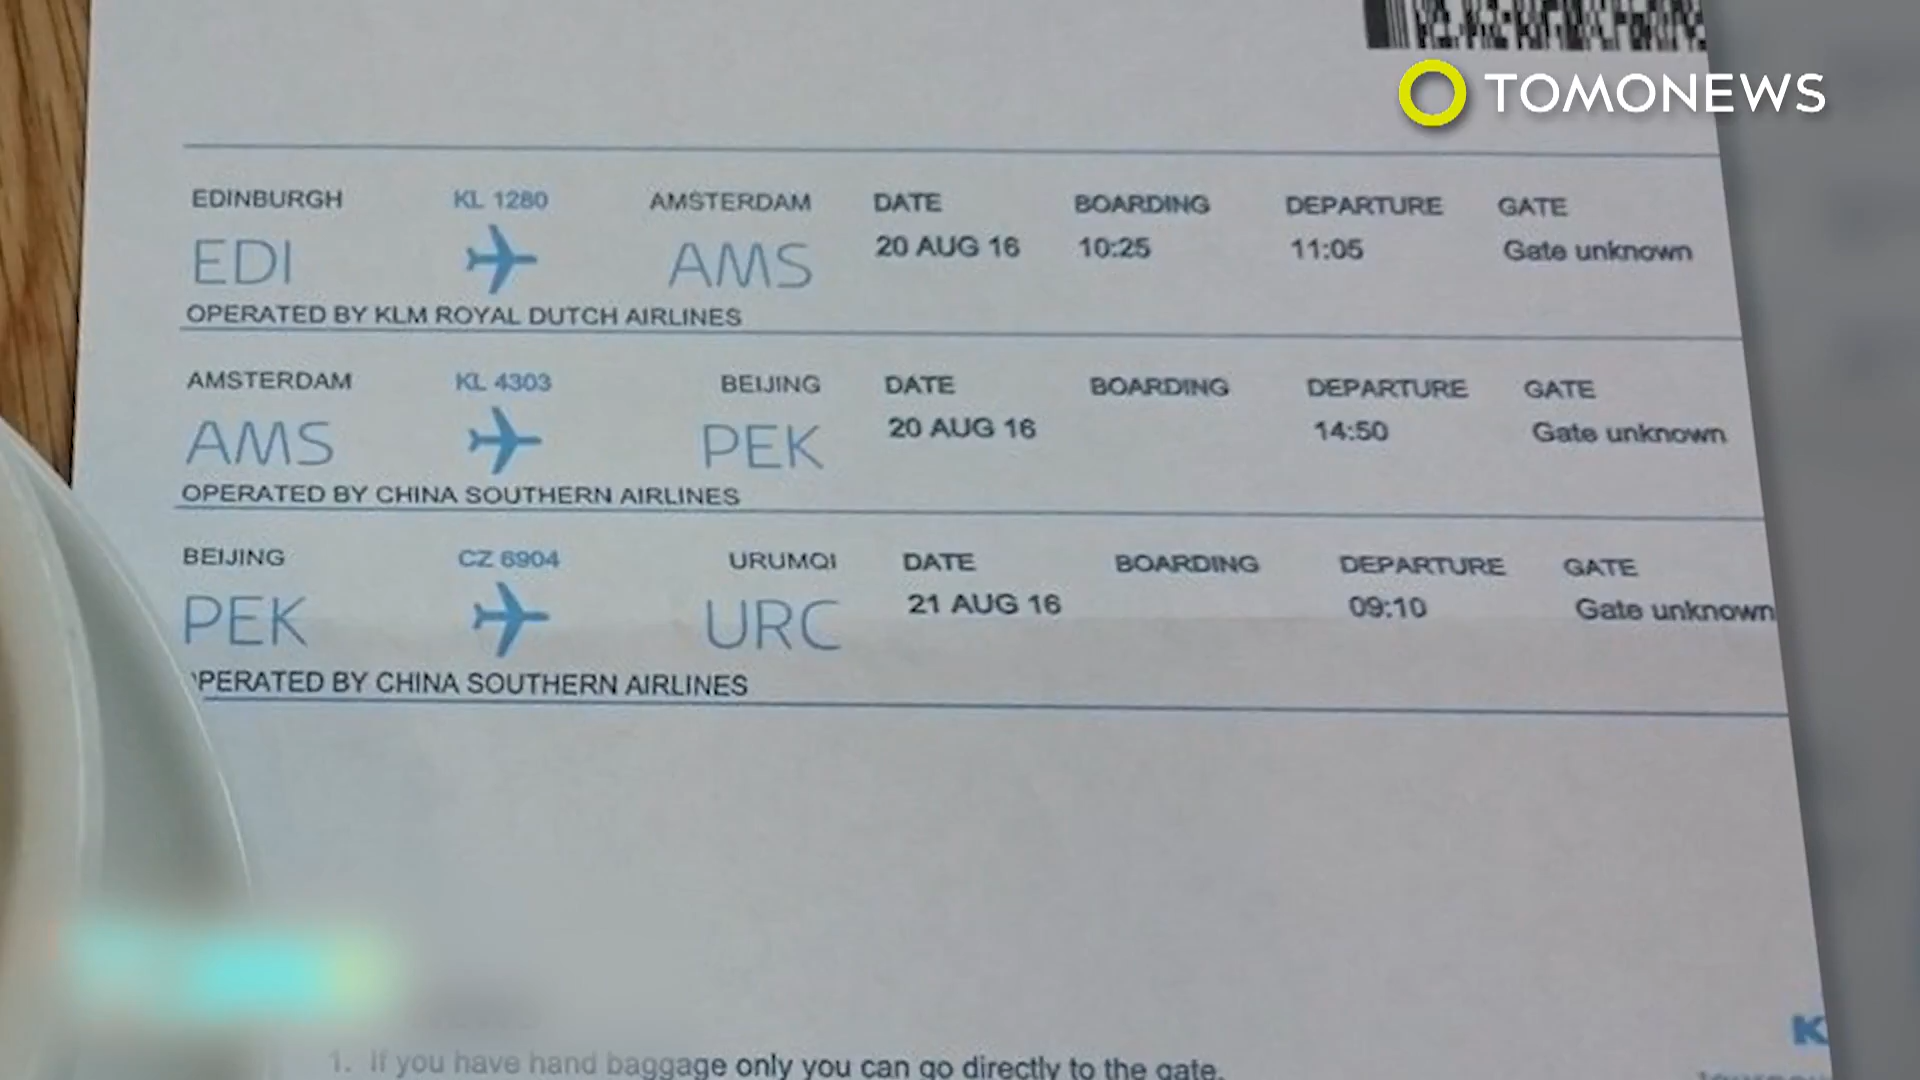 TOMONEWS
EDINBURGH KL 1280 AMSTERDAM DATE BOARDING DEPARTURE GATE
EDI AMS 20 AUG 16 10:25 11:05 Gate unknown
OPERATED BY KLM ROYAL DUTCH AIRLINES
AMSTERDAM KL 4303 BEIJING DATE BOARDING DEPARTURE GATE
AMS PEK 20 AUG 16 14:50 Gate unknown
OPERATED BY CHINA SOUTHERN AIRLINES
BEIJING CZ 6904 URUMQI DATE BOARDING DEPARTURE GATE
PEK URC 21 AUG 16 09:10 Gate unknown
PERATED BY CHINA SOUTHERN AIRLINES
K
1. If you have hand baggage only you can go directly to the gate.